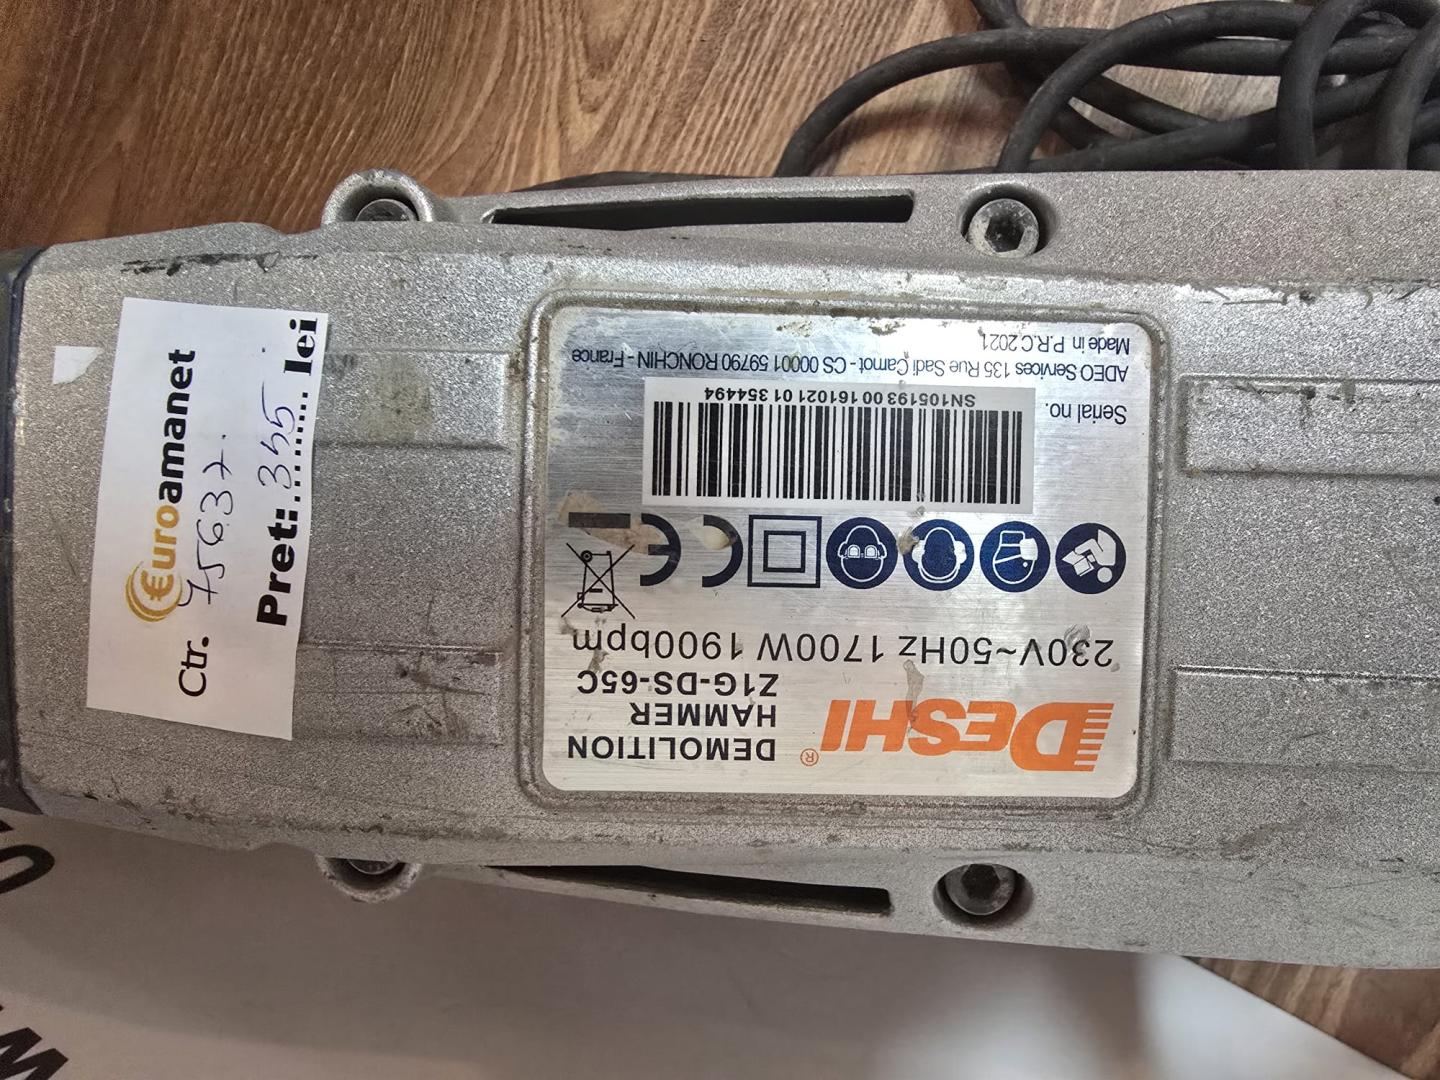 Euroamanet
Ctr. 75637.
Pret:.345...... lei
DESHI®
DEMOLITION
HAMMER
Z1G-DS-65C
230V~50Hz 1700W 1900bpm
Serial no.
SN105193 00 161021 01 354494
ADEO Services 135 Rue Sadi Carnot - CS 00001 59790 RONCHIN - France
Made in P.R.C 2021